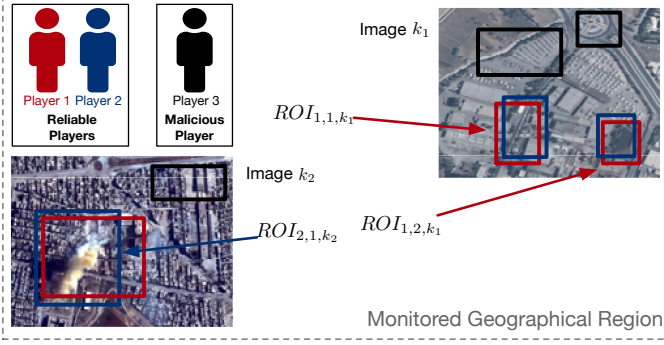 Player 1 Player 2
Reliable
Players
Player 3
Malicious
Player
Image k₁
ROI₁,₁,ₖ₁
Image k₂
ROI₂,₁,ₖ₂
ROI₁,₂,ₖ₁
Monitored Geographical Region